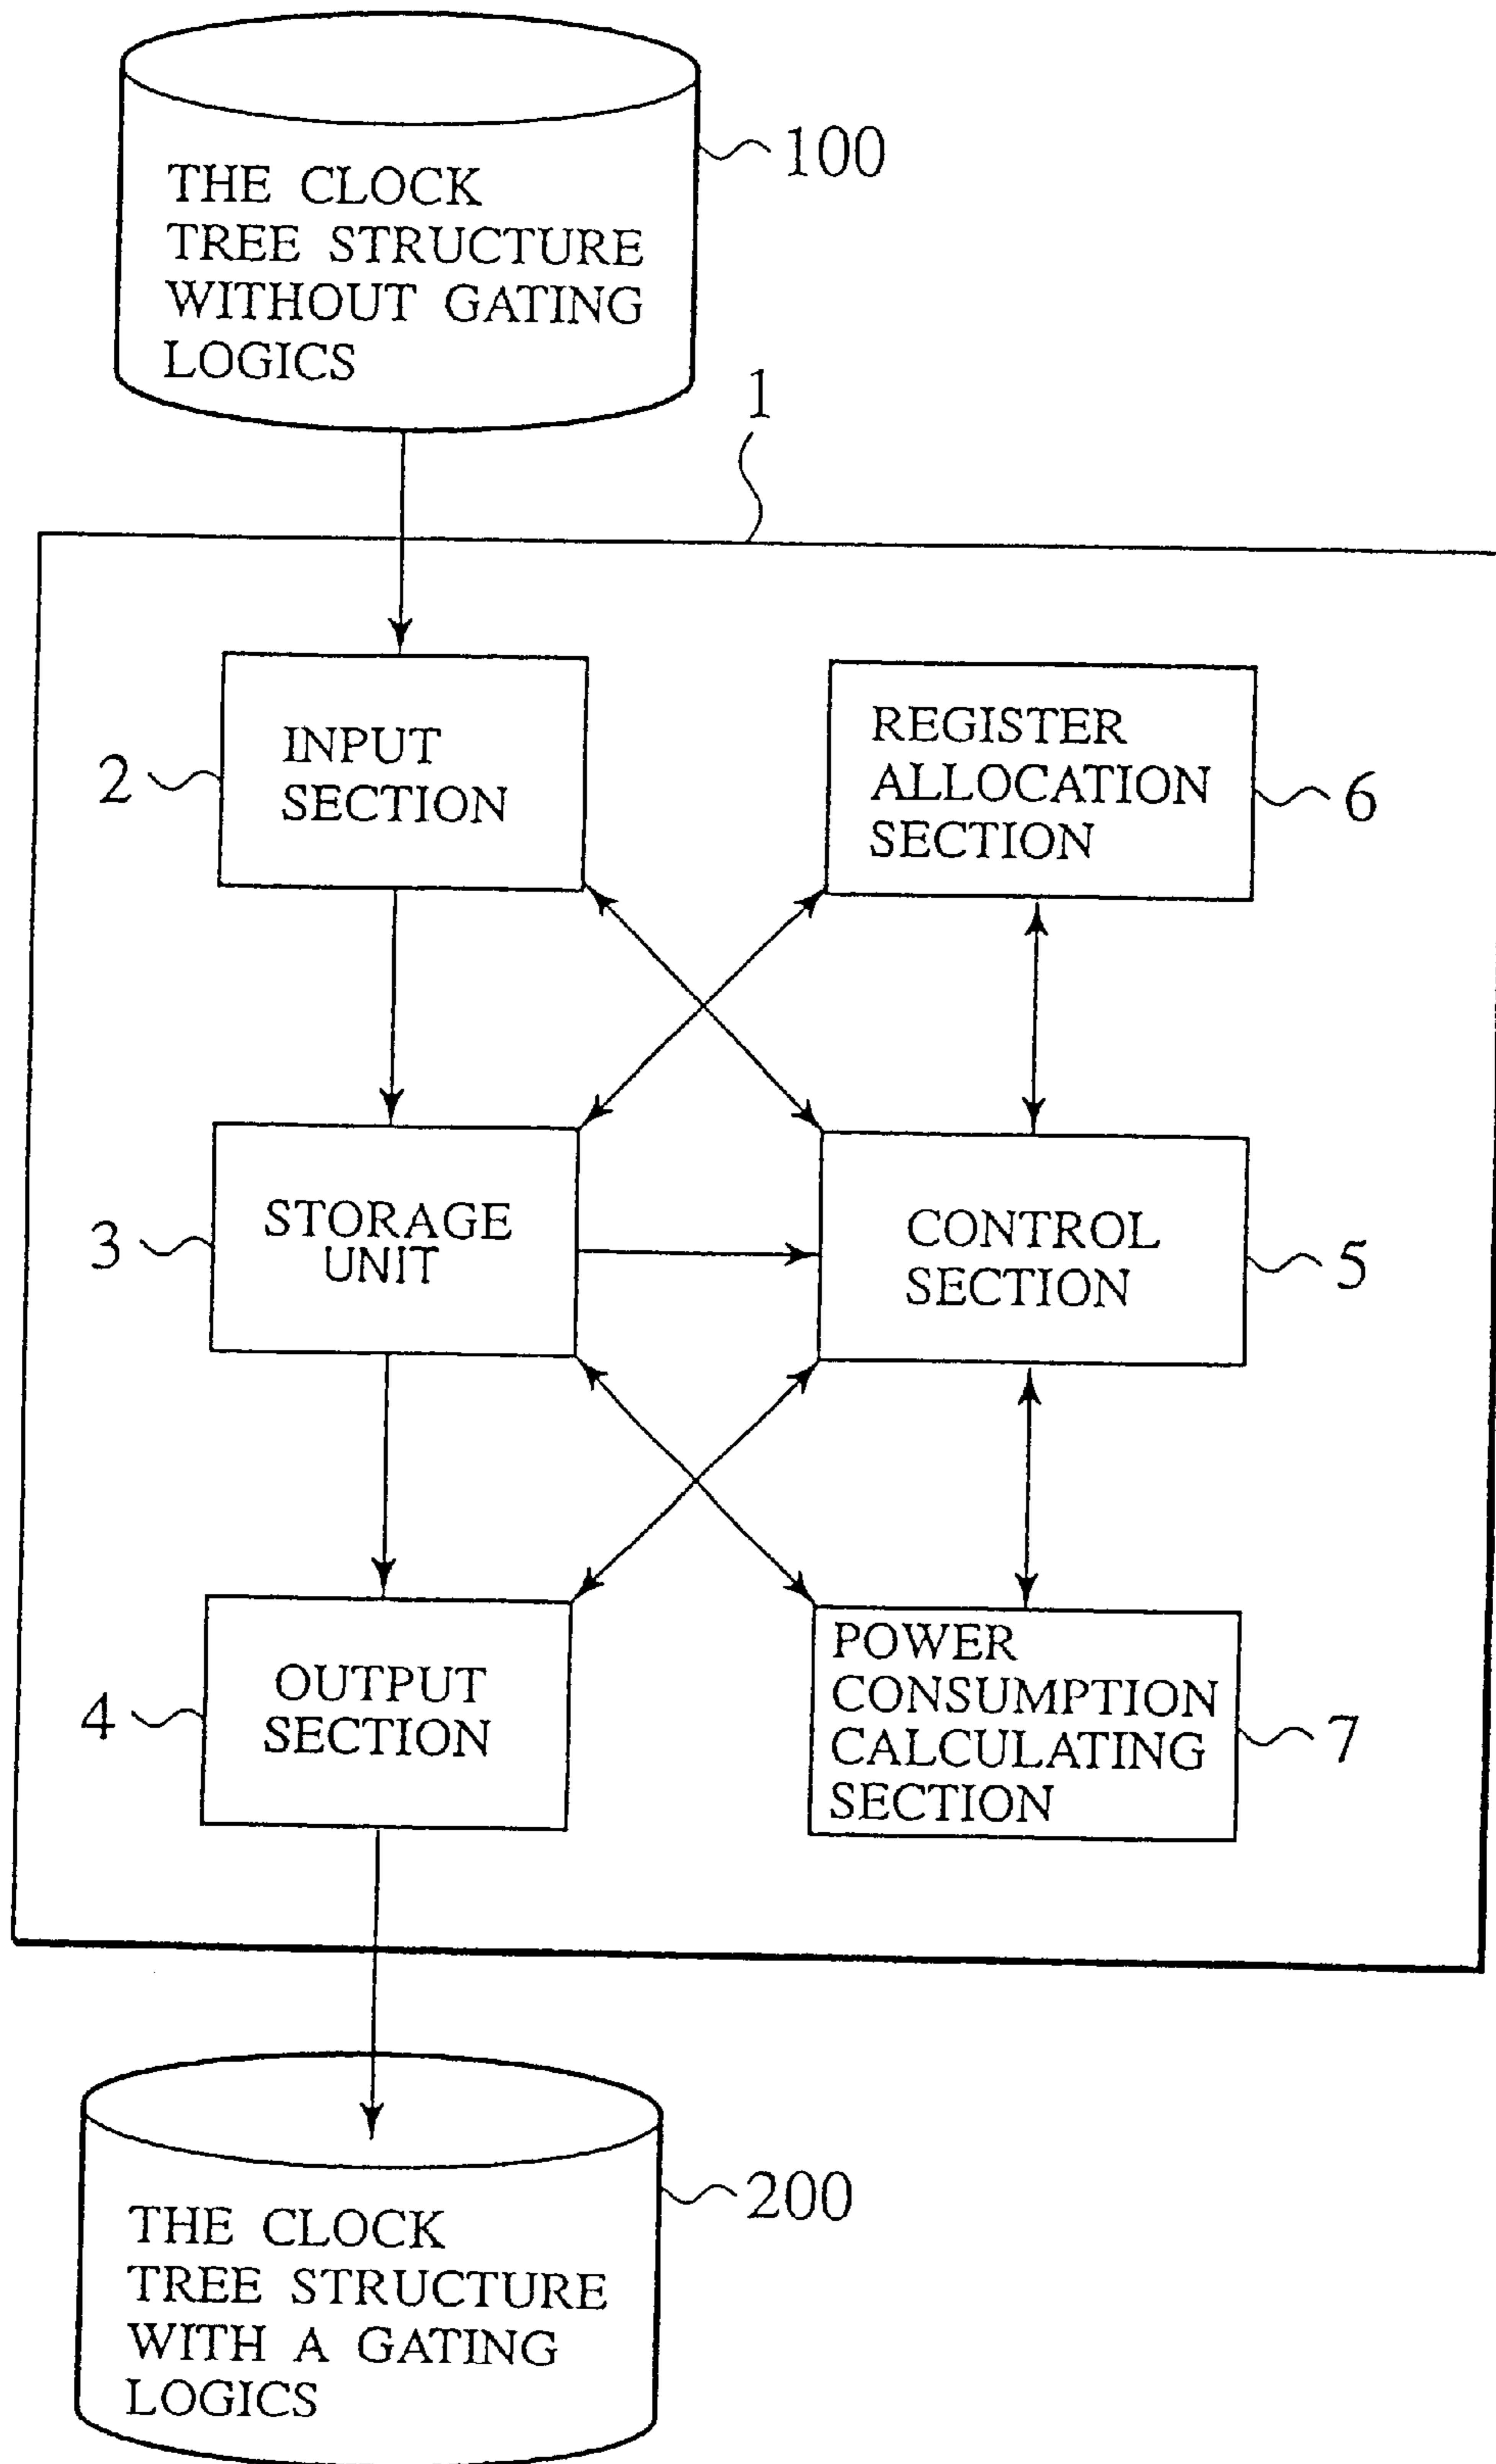 THE CLOCK
TREE STRUCTURE
WITHOUT GATING
LOGICS
100
1
INPUT
SECTION
2
REGISTER
ALLOCATION
SECTION
6
STORAGE
UNIT
3
CONTROL
SECTION
5
OUTPUT
SECTION
4
POWER
CONSUMPTION
CALCULATING
SECTION
7
THE CLOCK
TREE STRUCTURE
WITH A GATING
LOGICS
200